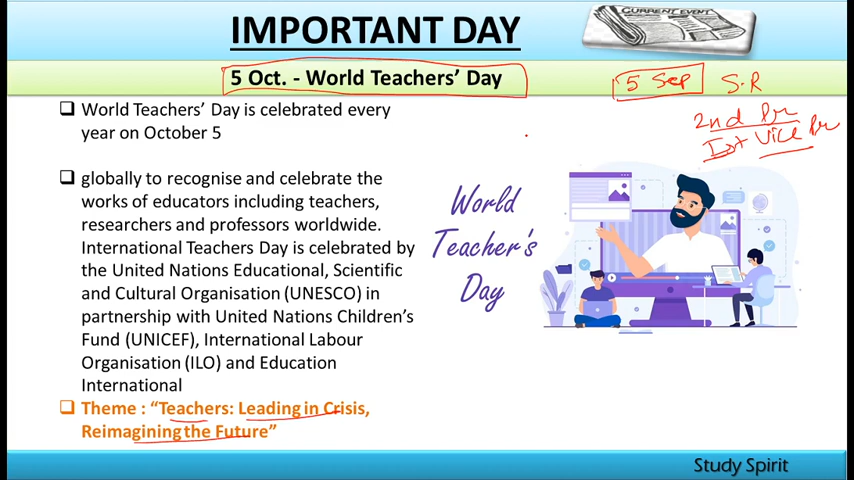 IMPORTANT DAY
CURRENT EVENT
5 Oct. - World Teachers’ Day
5 Sep
S.R
2nd Pr
Ist Vice Pr
❑ World Teachers’ Day is celebrated every
year on October 5
❑ globally to recognise and celebrate the
works of educators including teachers,
researchers and professors worldwide.
International Teachers Day is celebrated by
the United Nations Educational, Scientific
and Cultural Organisation (UNESCO) in
partnership with United Nations Children’s
Fund (UNICEF), International Labour
Organisation (ILO) and Education
International
❑ Theme : “Teachers: Leading in Crisis,
Reimagining the Future”
World
Teacher's
Day
Study Spirit